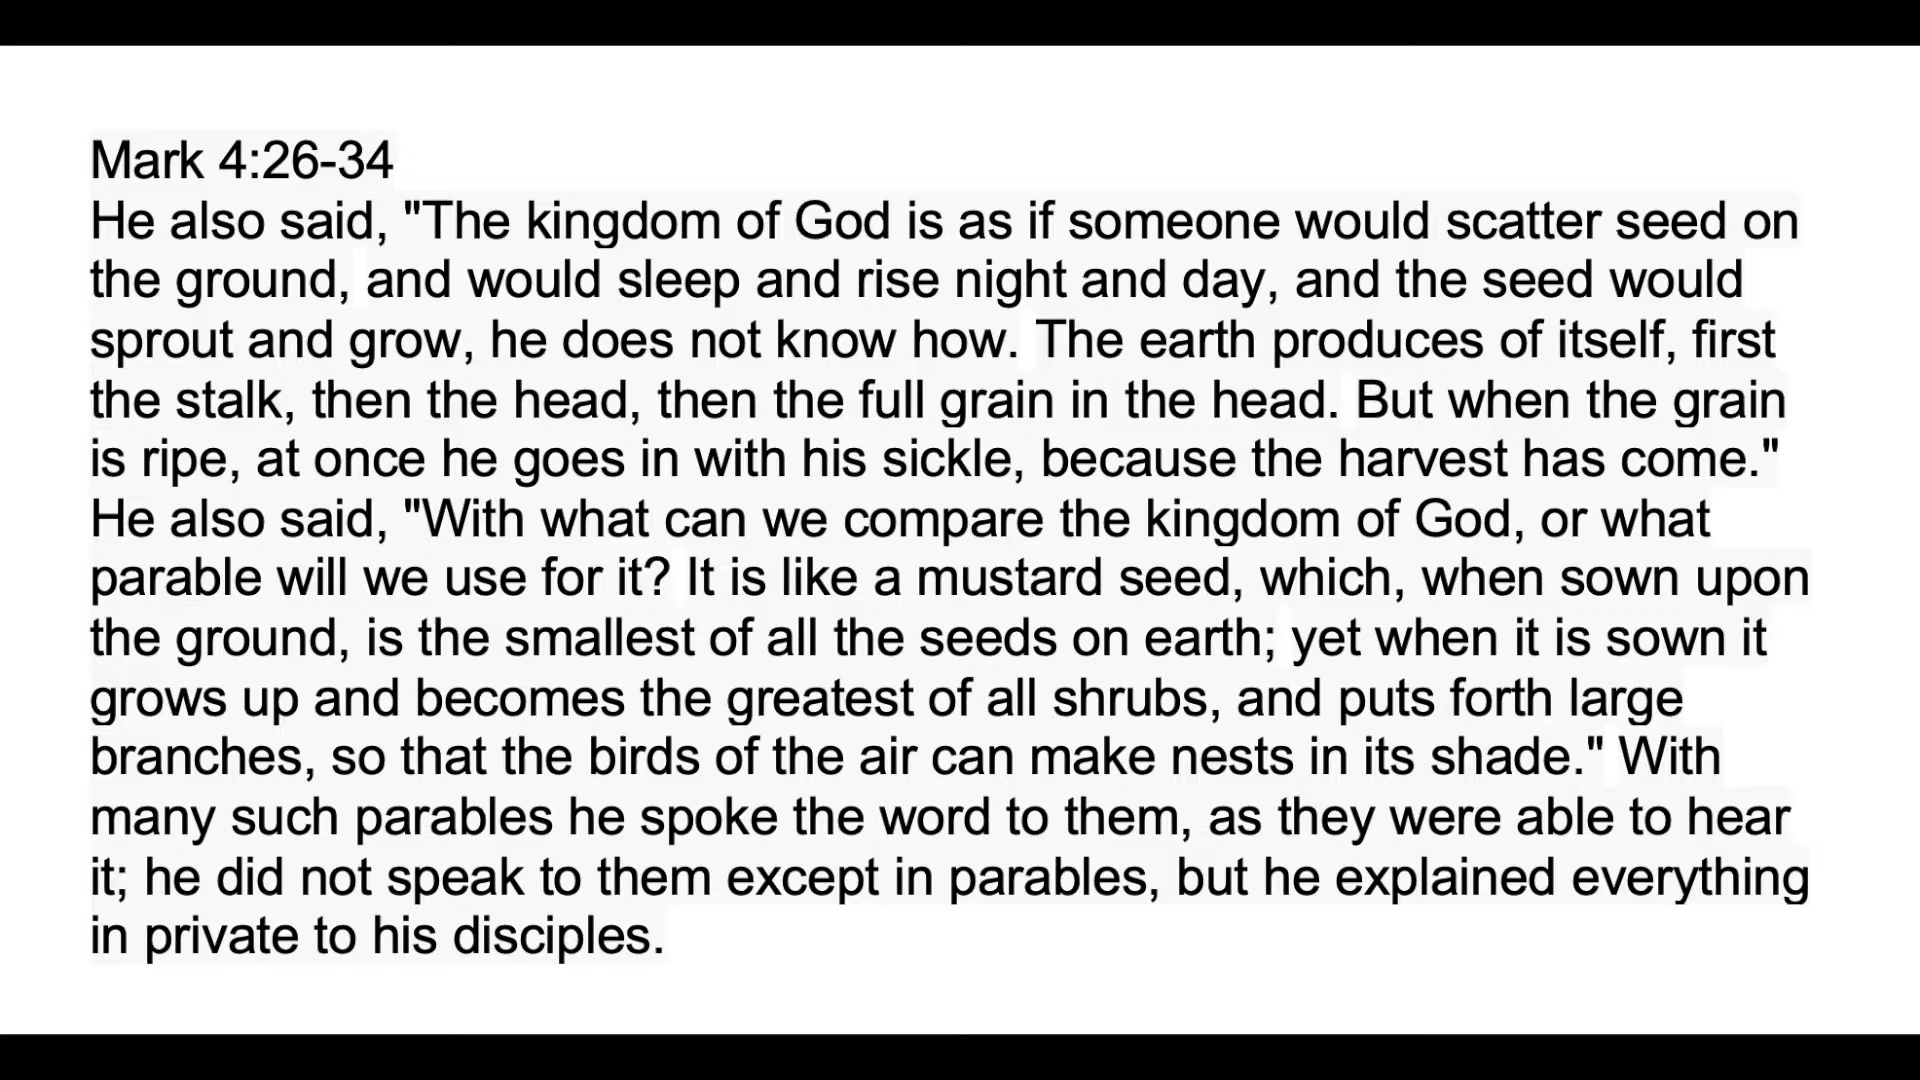 Mark 4:26-34
He also said, "The kingdom of God is as if someone would scatter seed on
the ground, and would sleep and rise night and day, and the seed would
sprout and grow, he does not know how. The earth produces of itself, first
the stalk, then the head, then the full grain in the head. But when the grain
is ripe, at once he goes in with his sickle, because the harvest has come."
He also said, "With what can we compare the kingdom of God, or what
parable will we use for it? It is like a mustard seed, which, when sown upon
the ground, is the smallest of all the seeds on earth; yet when it is sown it
grows up and becomes the greatest of all shrubs, and puts forth large
branches, so that the birds of the air can make nests in its shade." With
many such parables he spoke the word to them, as they were able to hear
it; he did not speak to them except in parables, but he explained everything
in private to his disciples.